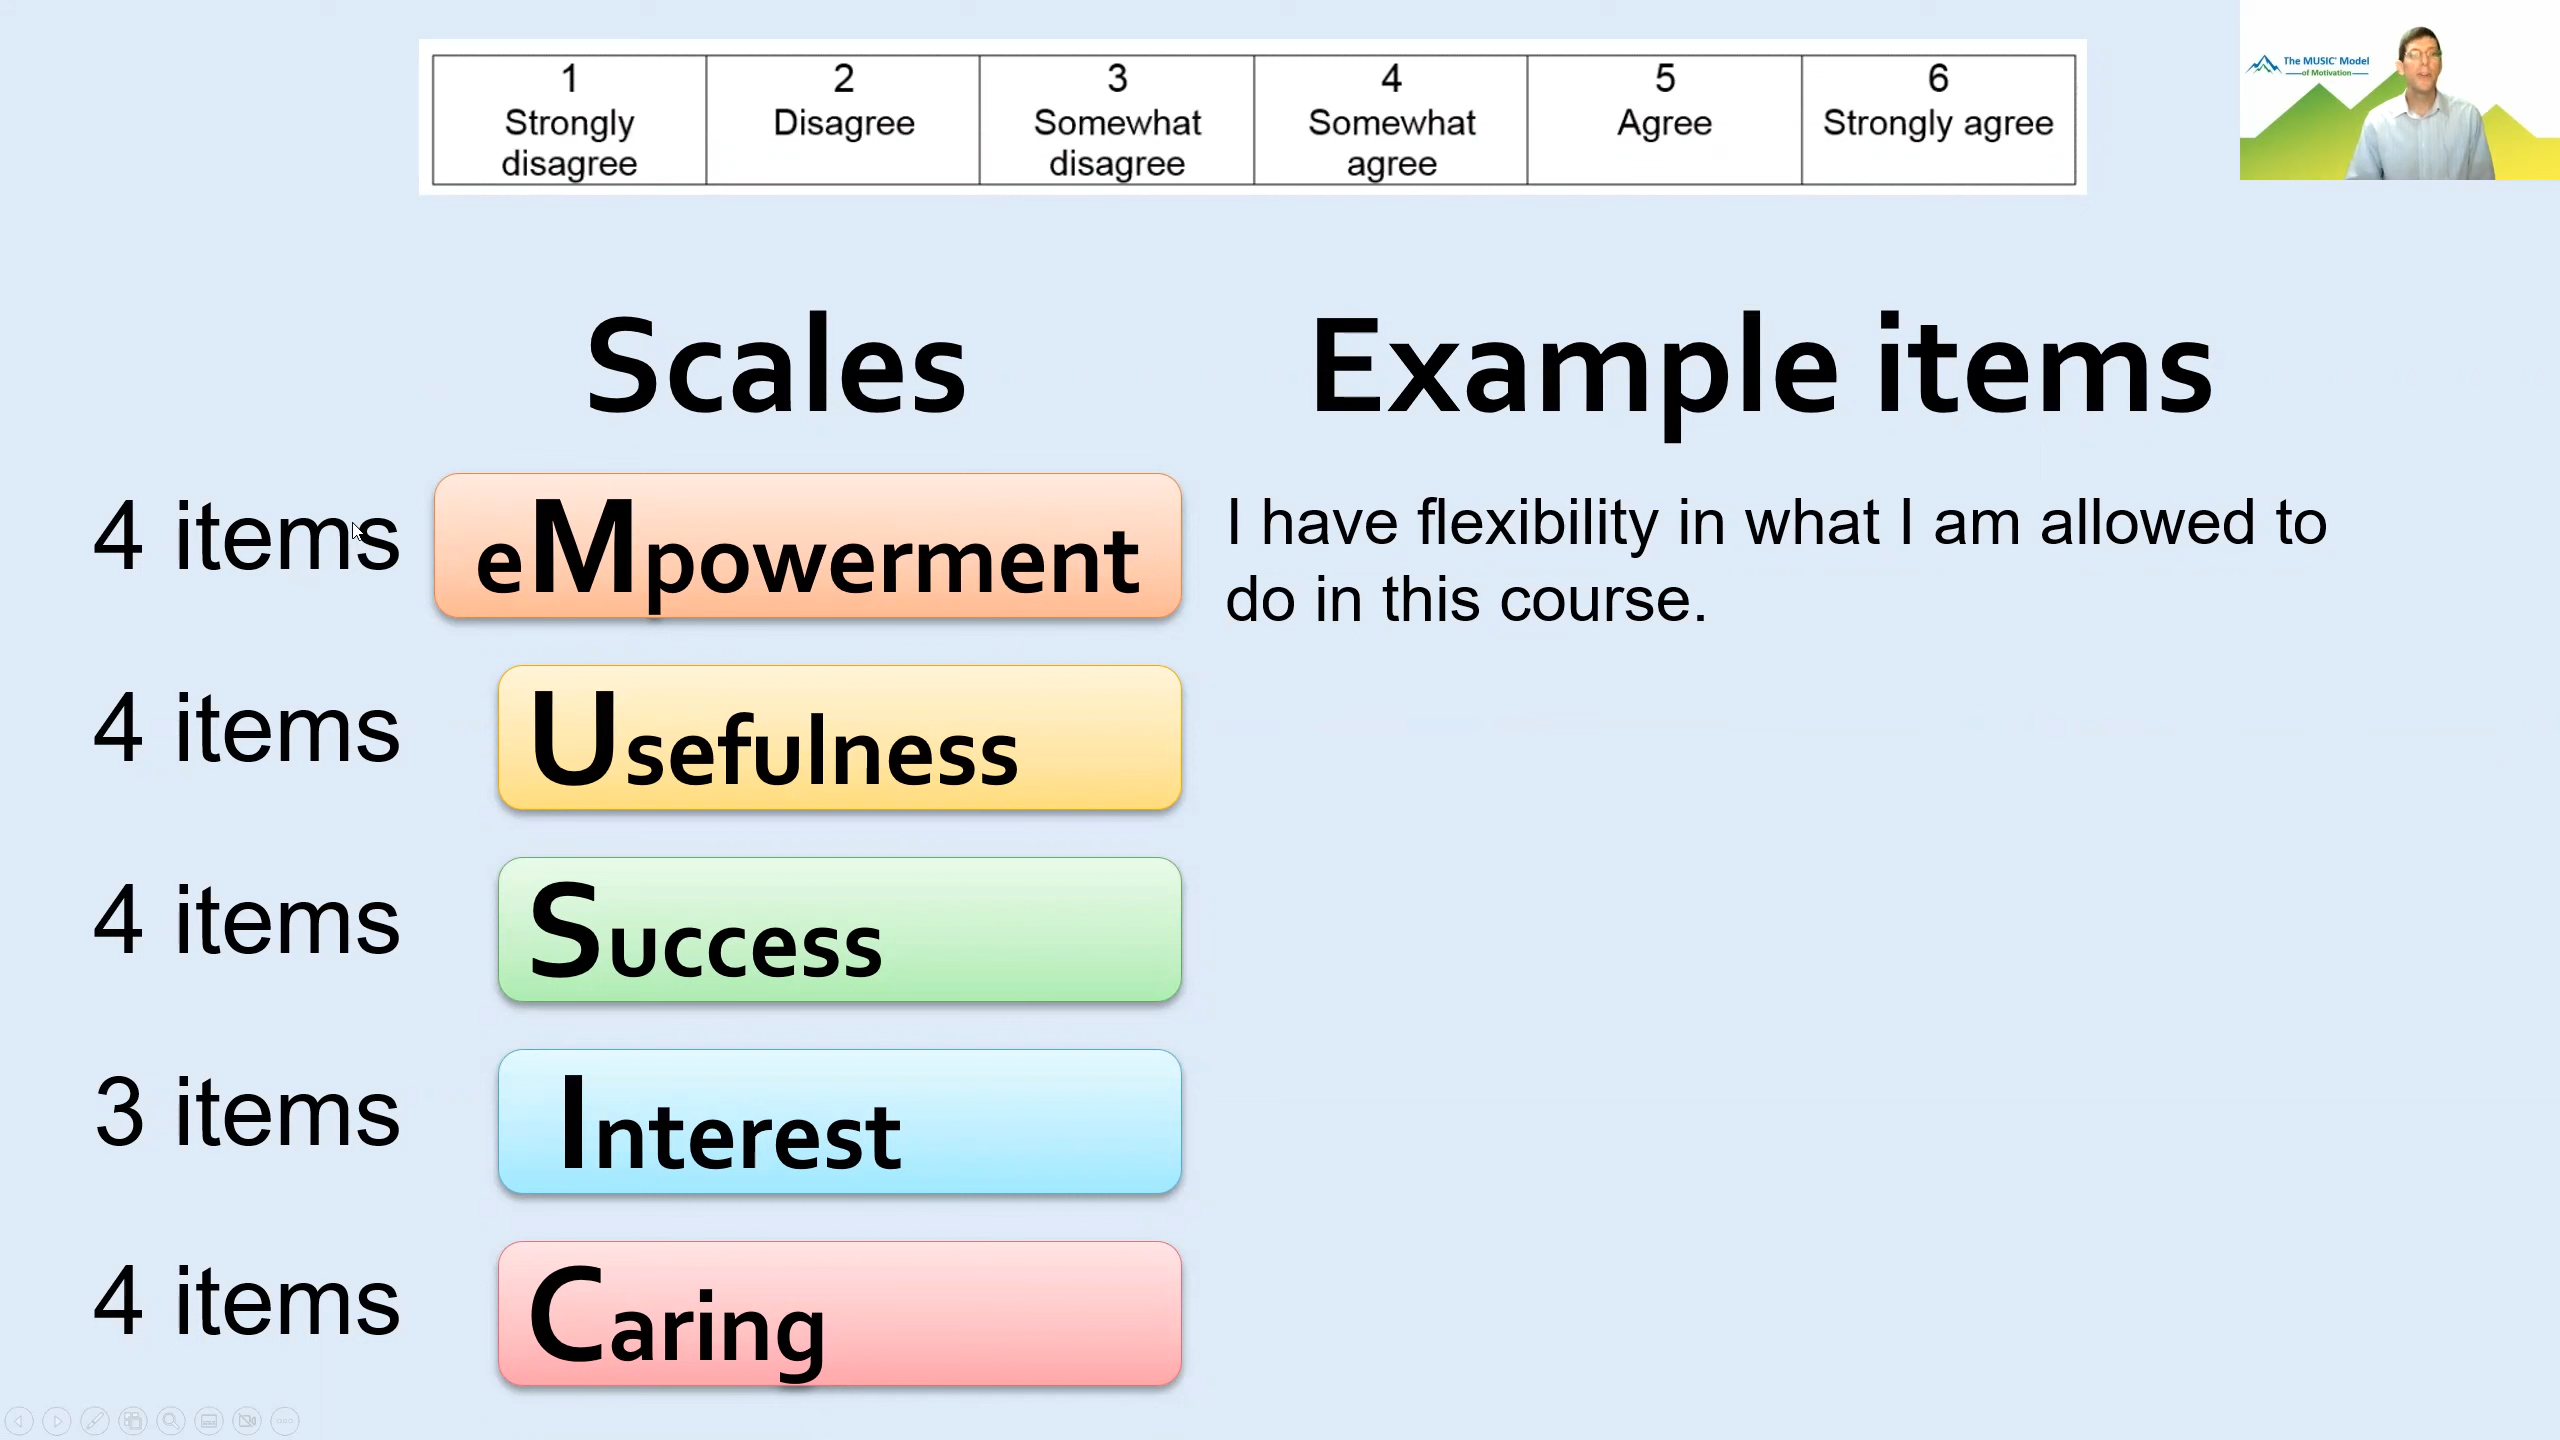 1 2 3 4 5 6
Strongly disagree Disagree Somewhat disagree Somewhat agree Agree Strongly agree
The MUSIC® Model
of Motivation
Scales Example items
4 items eMpowerment I have flexibility in what I am allowed to
do in this course.
4 items Usefulness
4 items Success
3 items Interest
4 items Caring